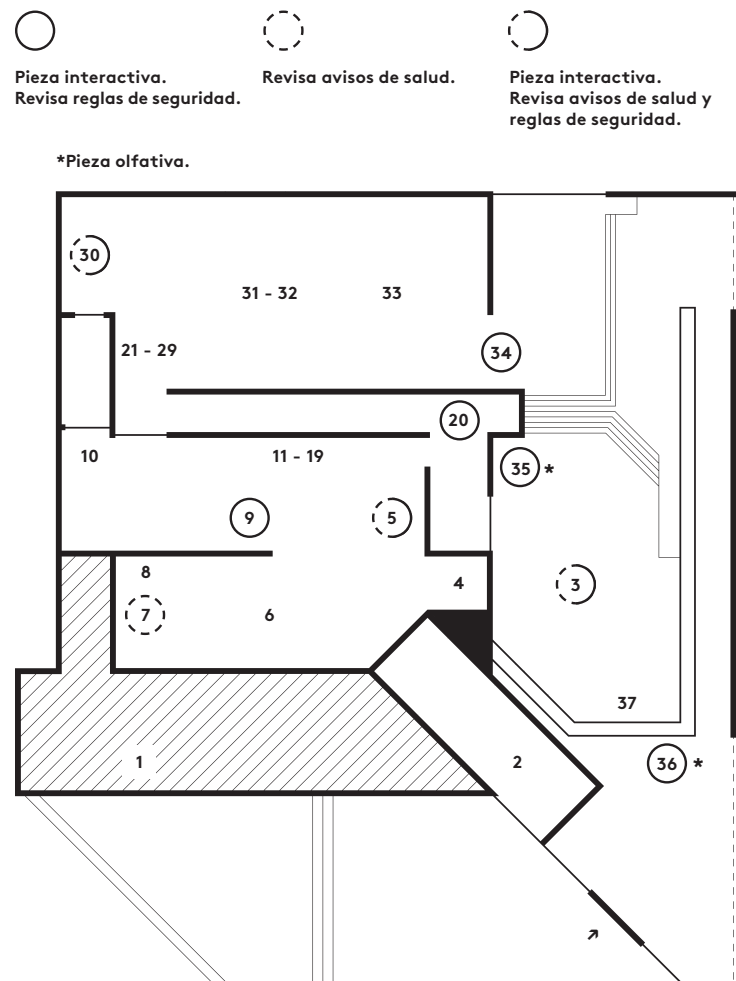 Pieza interactiva.
Revisa reglas de seguridad.
Revisa avisos de salud.
Pieza interactiva.
Revisa avisos de salud y
reglas de seguridad.
*Pieza olfativa.
30
31 - 32
33
21 - 29
34
20
10
11 - 19
35 *
9
5
8
4
3
7
6
37
1
2
36 *